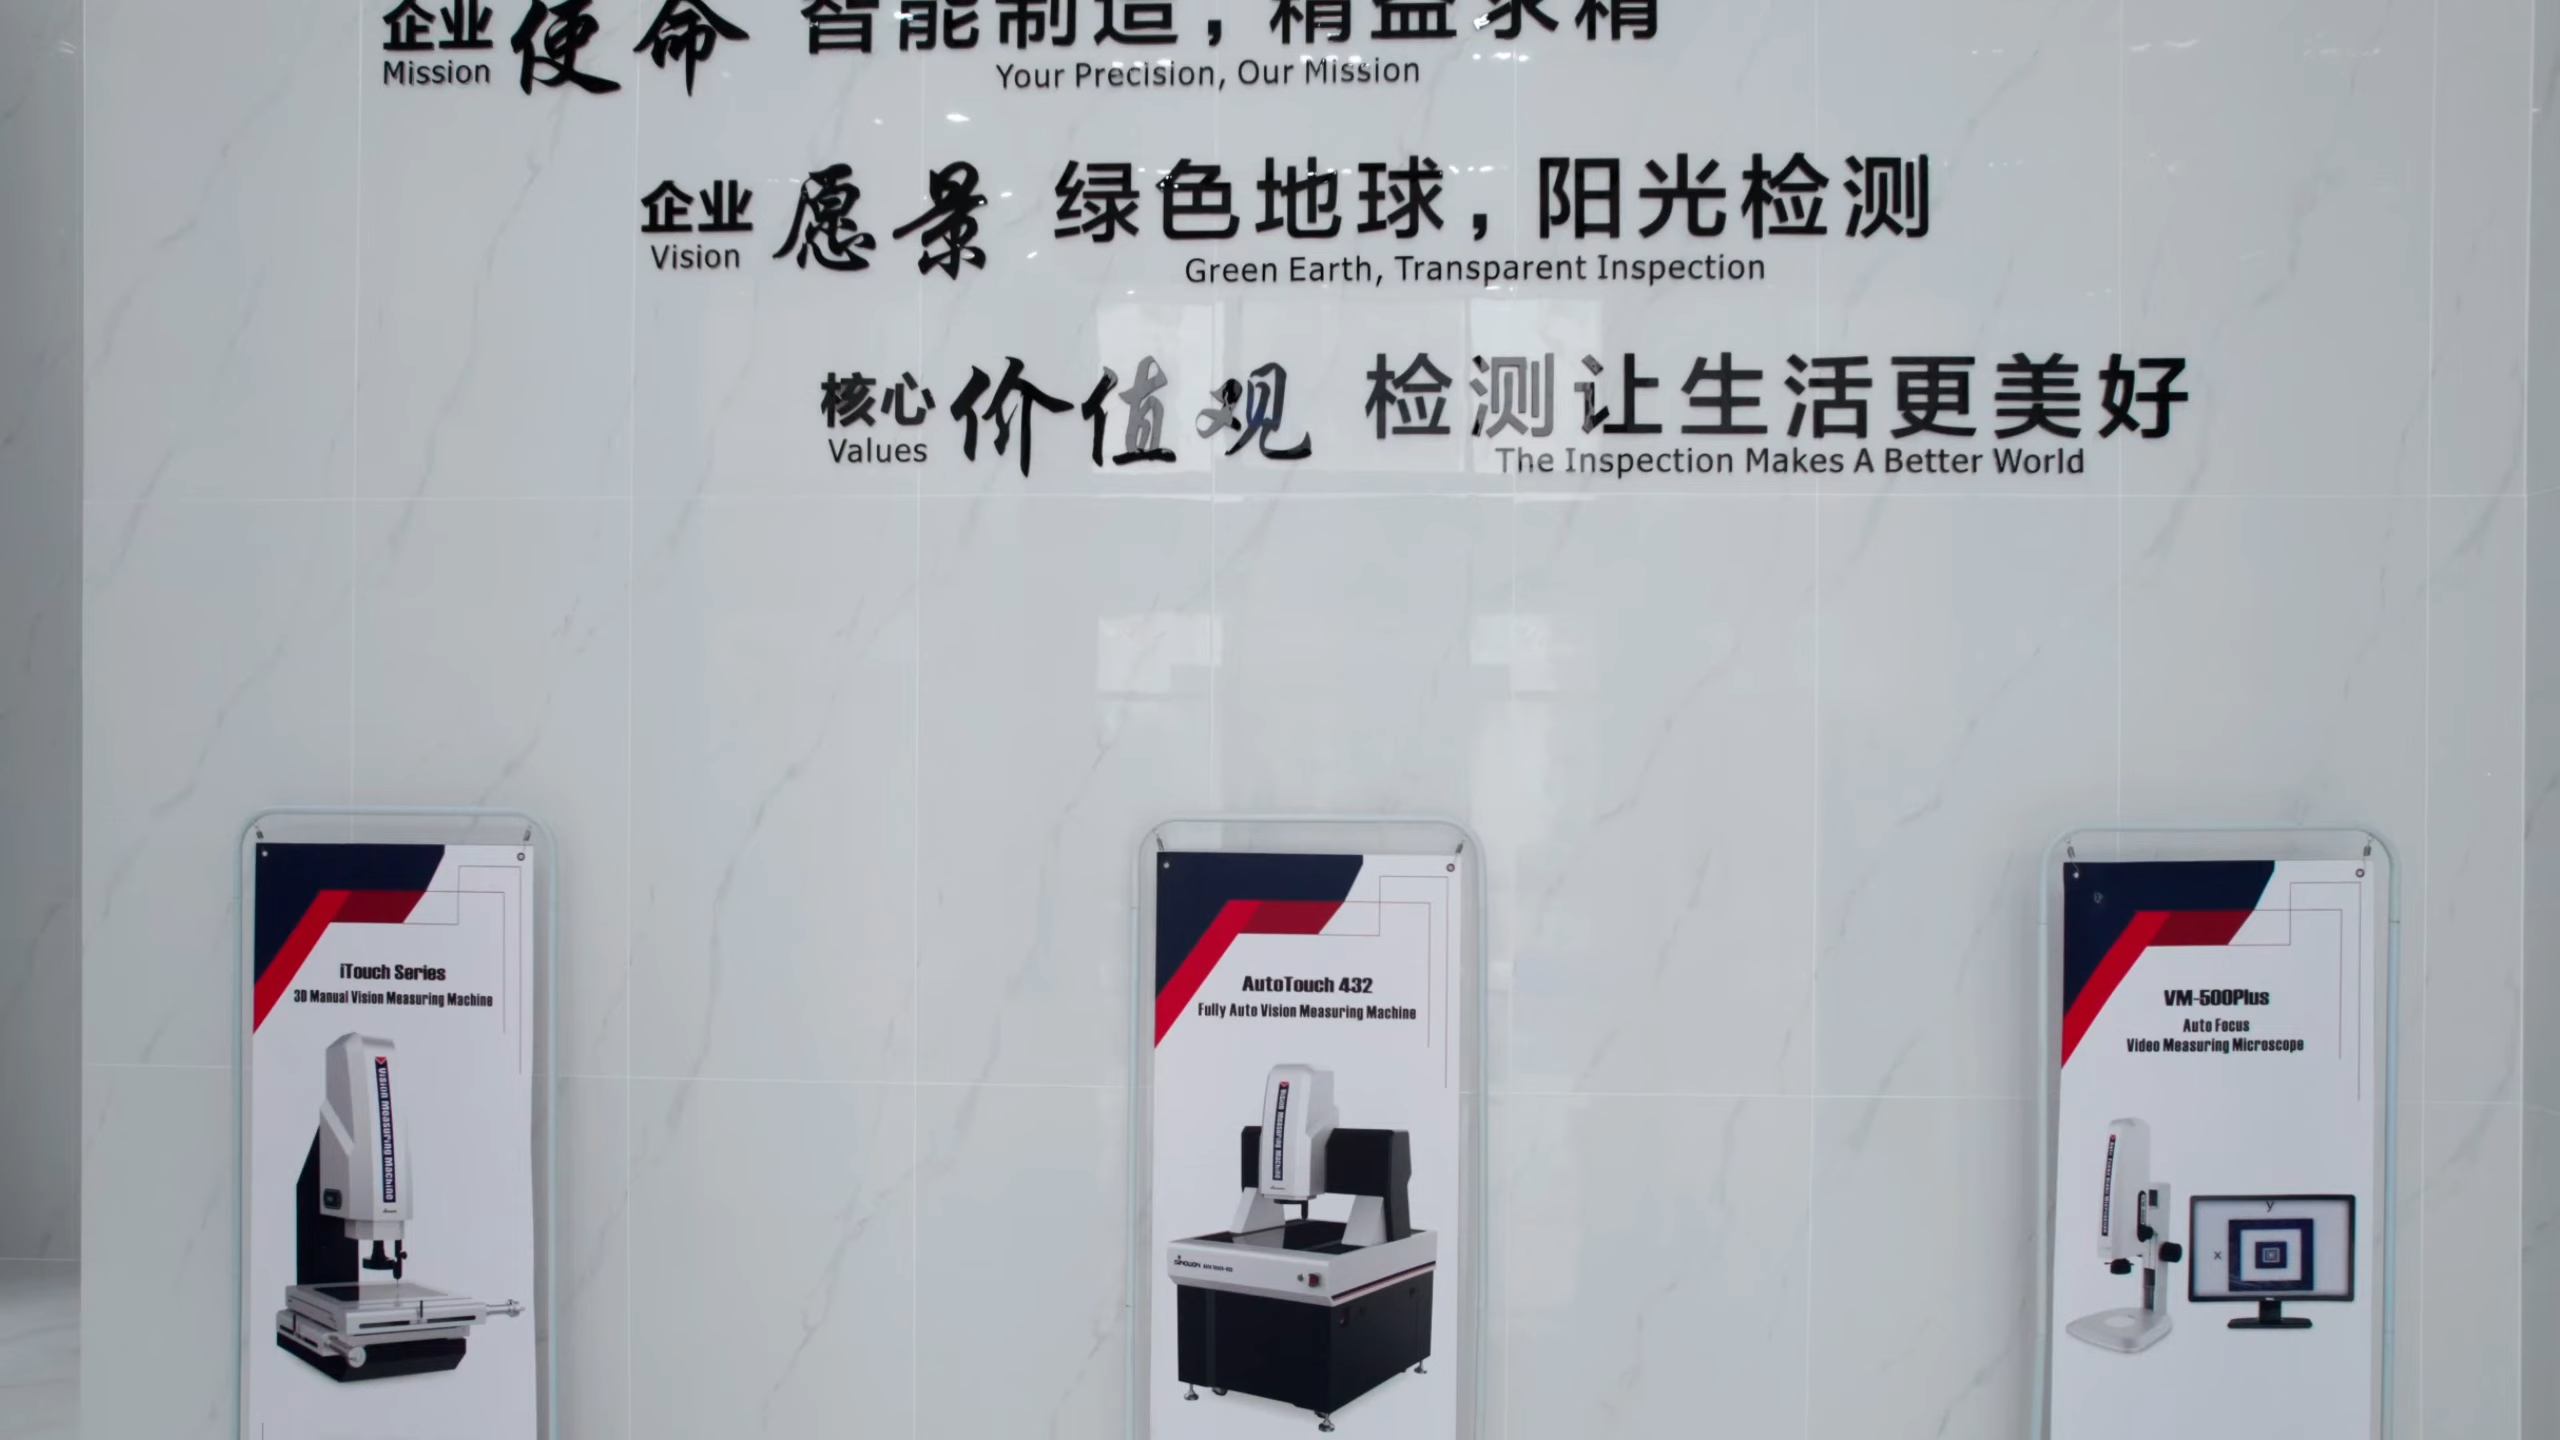 企业使命 智能制造，精益求精
Mission Your Precision, Our Mission
企业愿景 绿色地球，阳光检测
Vision Green Earth, Transparent Inspection
核心价值观 检测让生活更美好
Values The Inspection Makes A Better World
iTouch Series
3D Manual Vision Measuring Machine
Vision Measuring Machine
AutoTouch 432
Fully Auto Vision Measuring Machine
Vision Measuring Machine
SINOWON
VM-500Plus
Auto Focus
Video Measuring Microscope
y
x